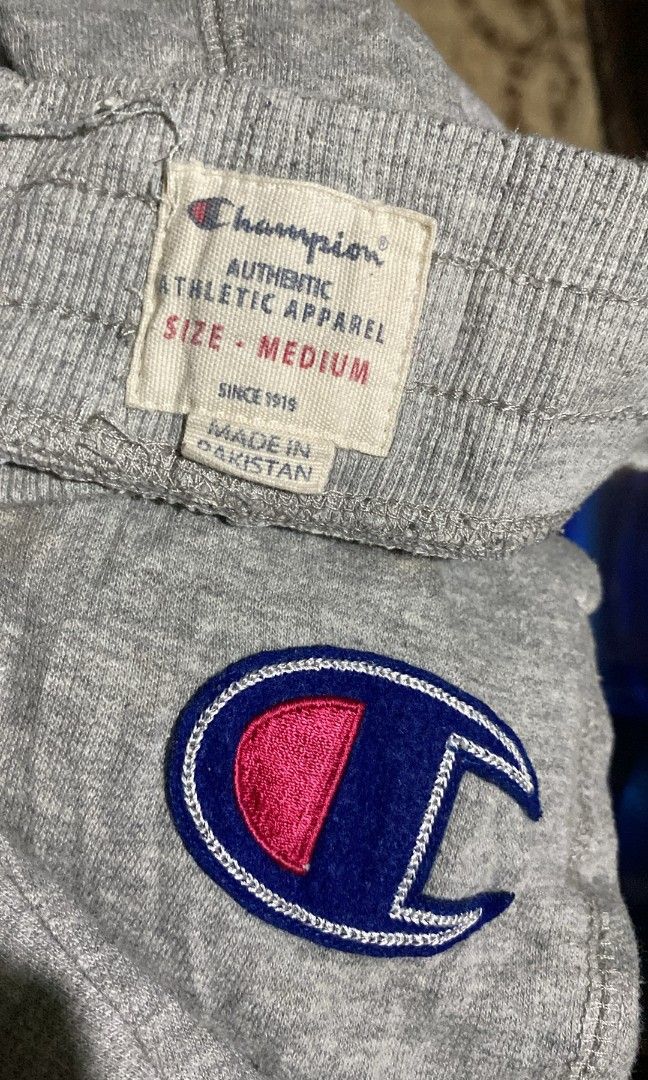 Champion®
AUTHENTIC
ATHLETIC APPAREL
SIZE - MEDIUM
SINCE 1919
MADE IN
PAKISTAN